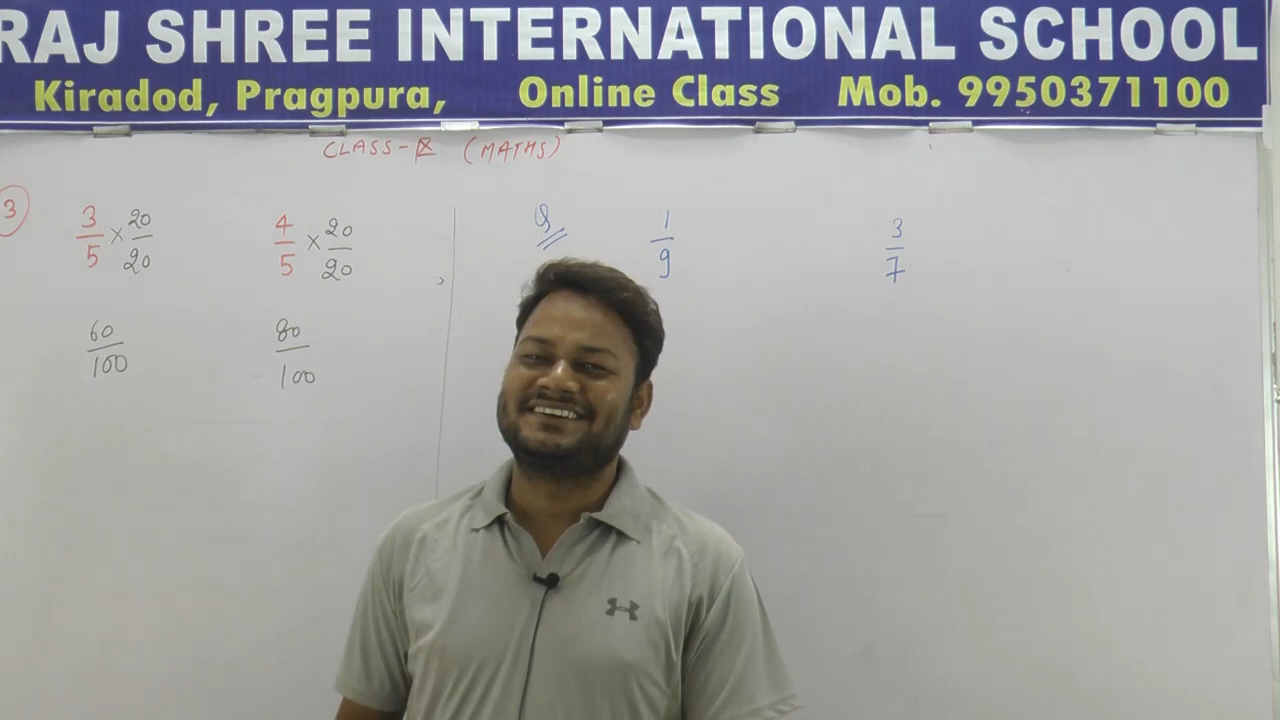 RAJ SHREE INTERNATIONAL SCHOOL
Kiradod, Pragpura, Online Class Mob. 9950371100
CLASS-IX (MATHS)
3
3/5 × 20/20
4/5 × 20/20
60/100
80/100
Q
1/9
3/7